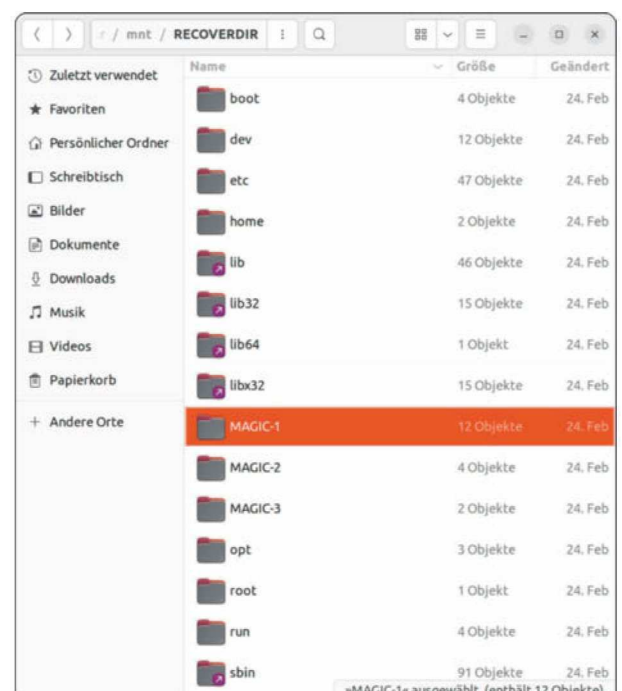 / mnt / RECOVERDIR
Name Größe Geändert
Zuletzt verwendet
Favoriten
Persönlicher Ordner
Schreibtisch
Bilder
Dokumente
Downloads
Musik
Videos
Papierkorb
+ Andere Orte
boot 4 Objekte 24. Feb
dev 12 Objekte 24. Feb
etc 47 Objekte 24. Feb
home 2 Objekte 24. Feb
lib 46 Objekte 24. Feb
lib32 15 Objekte 24. Feb
lib64 1 Objekt 24. Feb
libx32 15 Objekte 24. Feb
MAGIC-1 12 Objekte 24. Feb
MAGIC-2 4 Objekte 24. Feb
MAGIC-3 2 Objekte 24. Feb
opt 3 Objekte 24. Feb
root 1 Objekt 24. Feb
run 4 Objekte 24. Feb
sbin 91 Objekte 24. Feb
»MAGIC-1« ausgewählt (enthält 12 Objekte)